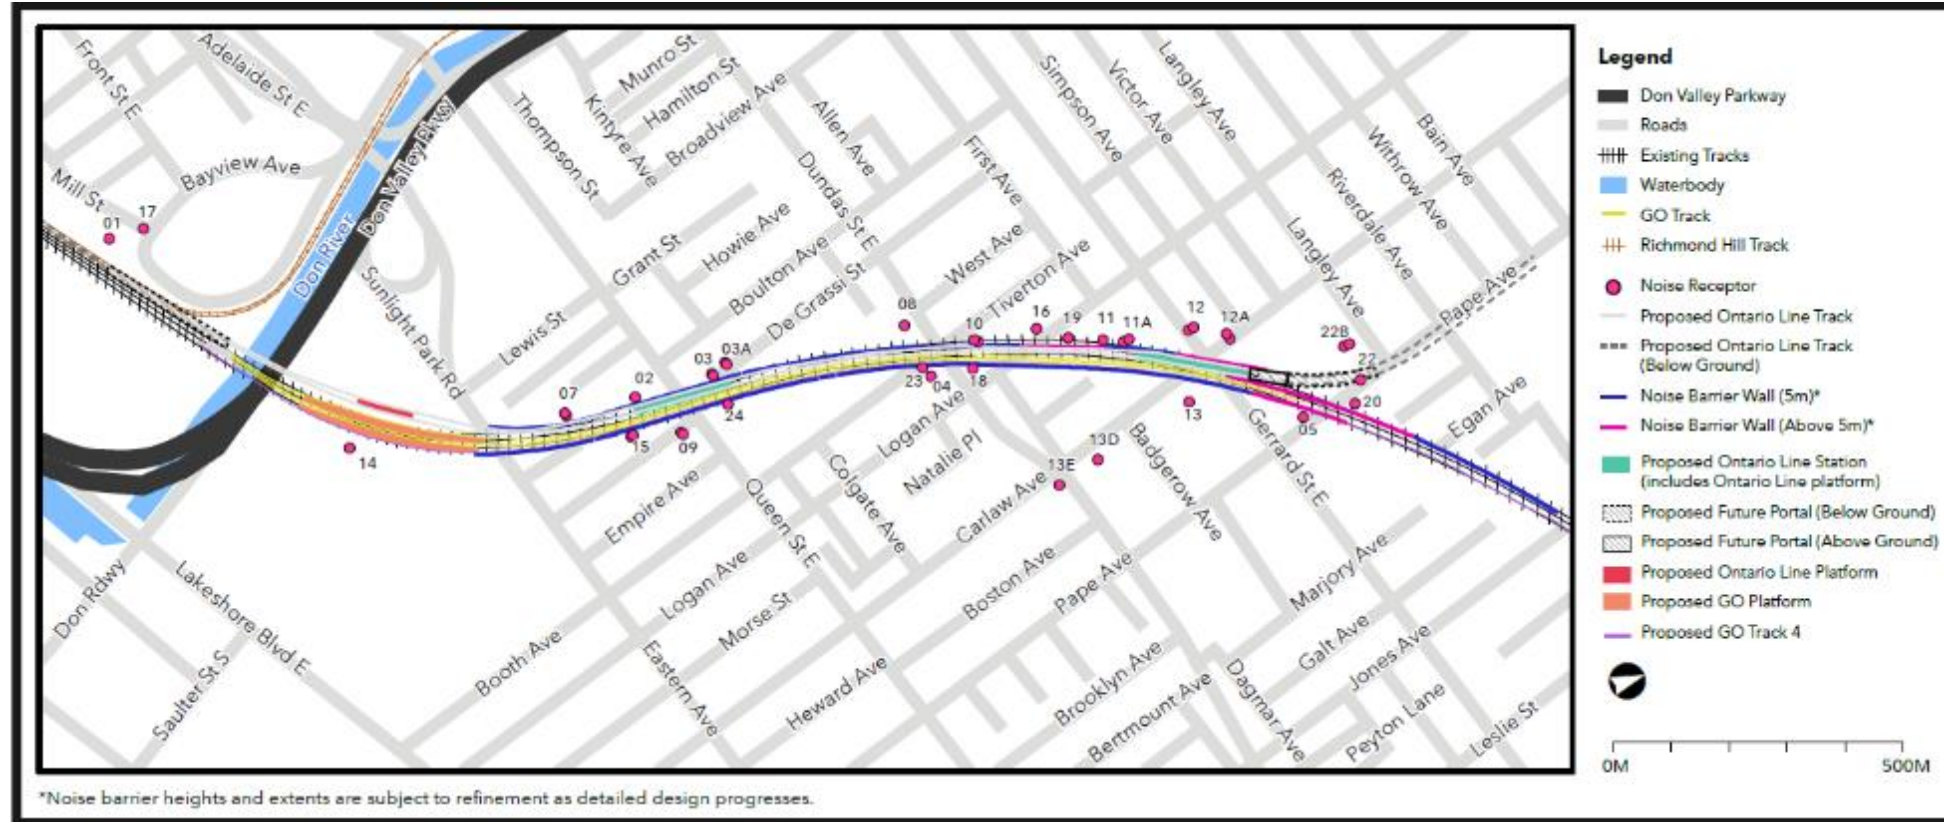 Front St E
Adelaide St E
Bayview Ave
Mill St
01
17
Don River
Don Valley Pkwy
Thompson St
Kintyre Ave
Munro St
Hamilton St
Broadview Ave
Allen Ave
Dundas St E
First Ave
Simpson Ave
Victor Ave
Langley Ave
Withrow Ave
Bain Ave
Riverdale Ave
Langley Ave
Pape Ave
Grant St
Howie Ave
Boulton Ave
De Grassi St
West Ave
Tiverton Ave
Sunlight Park Rd
Lewis St
07
02
03
03A
08
10
16
19
11
11A
12
12A
22B
22
14
15
09
24
23
04
18
13
05
20
13D
13E
Logan Ave
Natalie Pl
Colgate Ave
Carlaw Ave
Badgerow Ave
Gerrard St E
Egan Ave
Empire Ave
Queen St E
Logan Ave
Morse St
Boston Ave
Pape Ave
Marjory Ave
Galt Ave
Jones Ave
Don Rdwy
Lakeshore Blvd E
Saulter St S
Booth Ave
Eastern Ave
Heward Ave
Brooklyn Ave
Bertmount Ave
Dagmar Ave
Peyton Lane
Leslie St
Legend
Don Valley Parkway
Roads
Existing Tracks
Waterbody
GO Track
Richmond Hill Track
Noise Receptor
Proposed Ontario Line Track
Proposed Ontario Line Track
(Below Ground)
Noise Barrier Wall (5m)*
Noise Barrier Wall (Above 5m)*
Proposed Ontario Line Station
(includes Ontario Line platform)
Proposed Future Portal (Below Ground)
Proposed Future Portal (Above Ground)
Proposed Ontario Line Platform
Proposed GO Platform
Proposed GO Track 4
0M
500M
*Noise barrier heights and extents are subject to refinement as detailed design progresses.